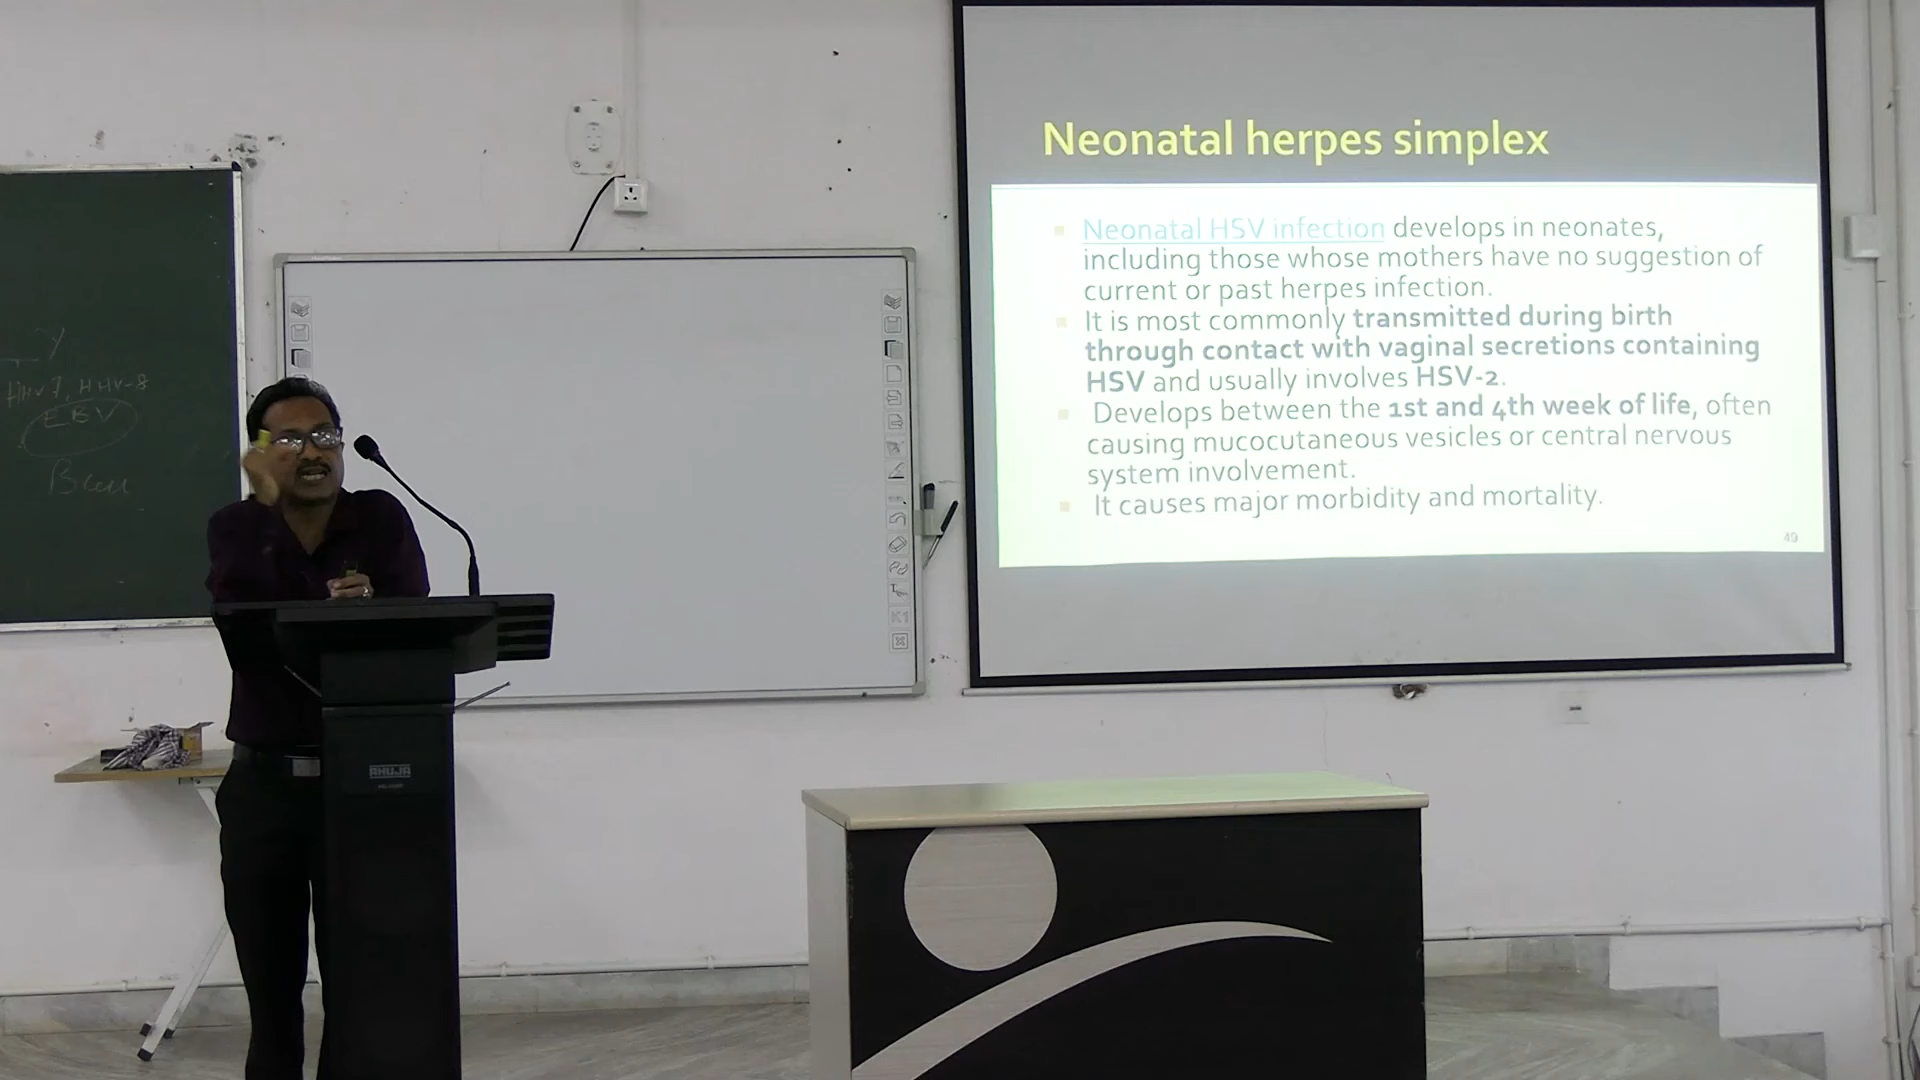 HHV7, HHV-8
EBV
Neonatal herpes simplex
Neonatal HSV infection develops in neonates,
including those whose mothers have no suggestion of
current or past herpes infection.
It is most commonly transmitted during birth
through contact with vaginal secretions containing
HSV and usually involves HSV-2.
Develops between the 1st and 4th week of life, often
causing mucocutaneous vesicles or central nervous
system involvement.
It causes major morbidity and mortality.
49
AHUJA